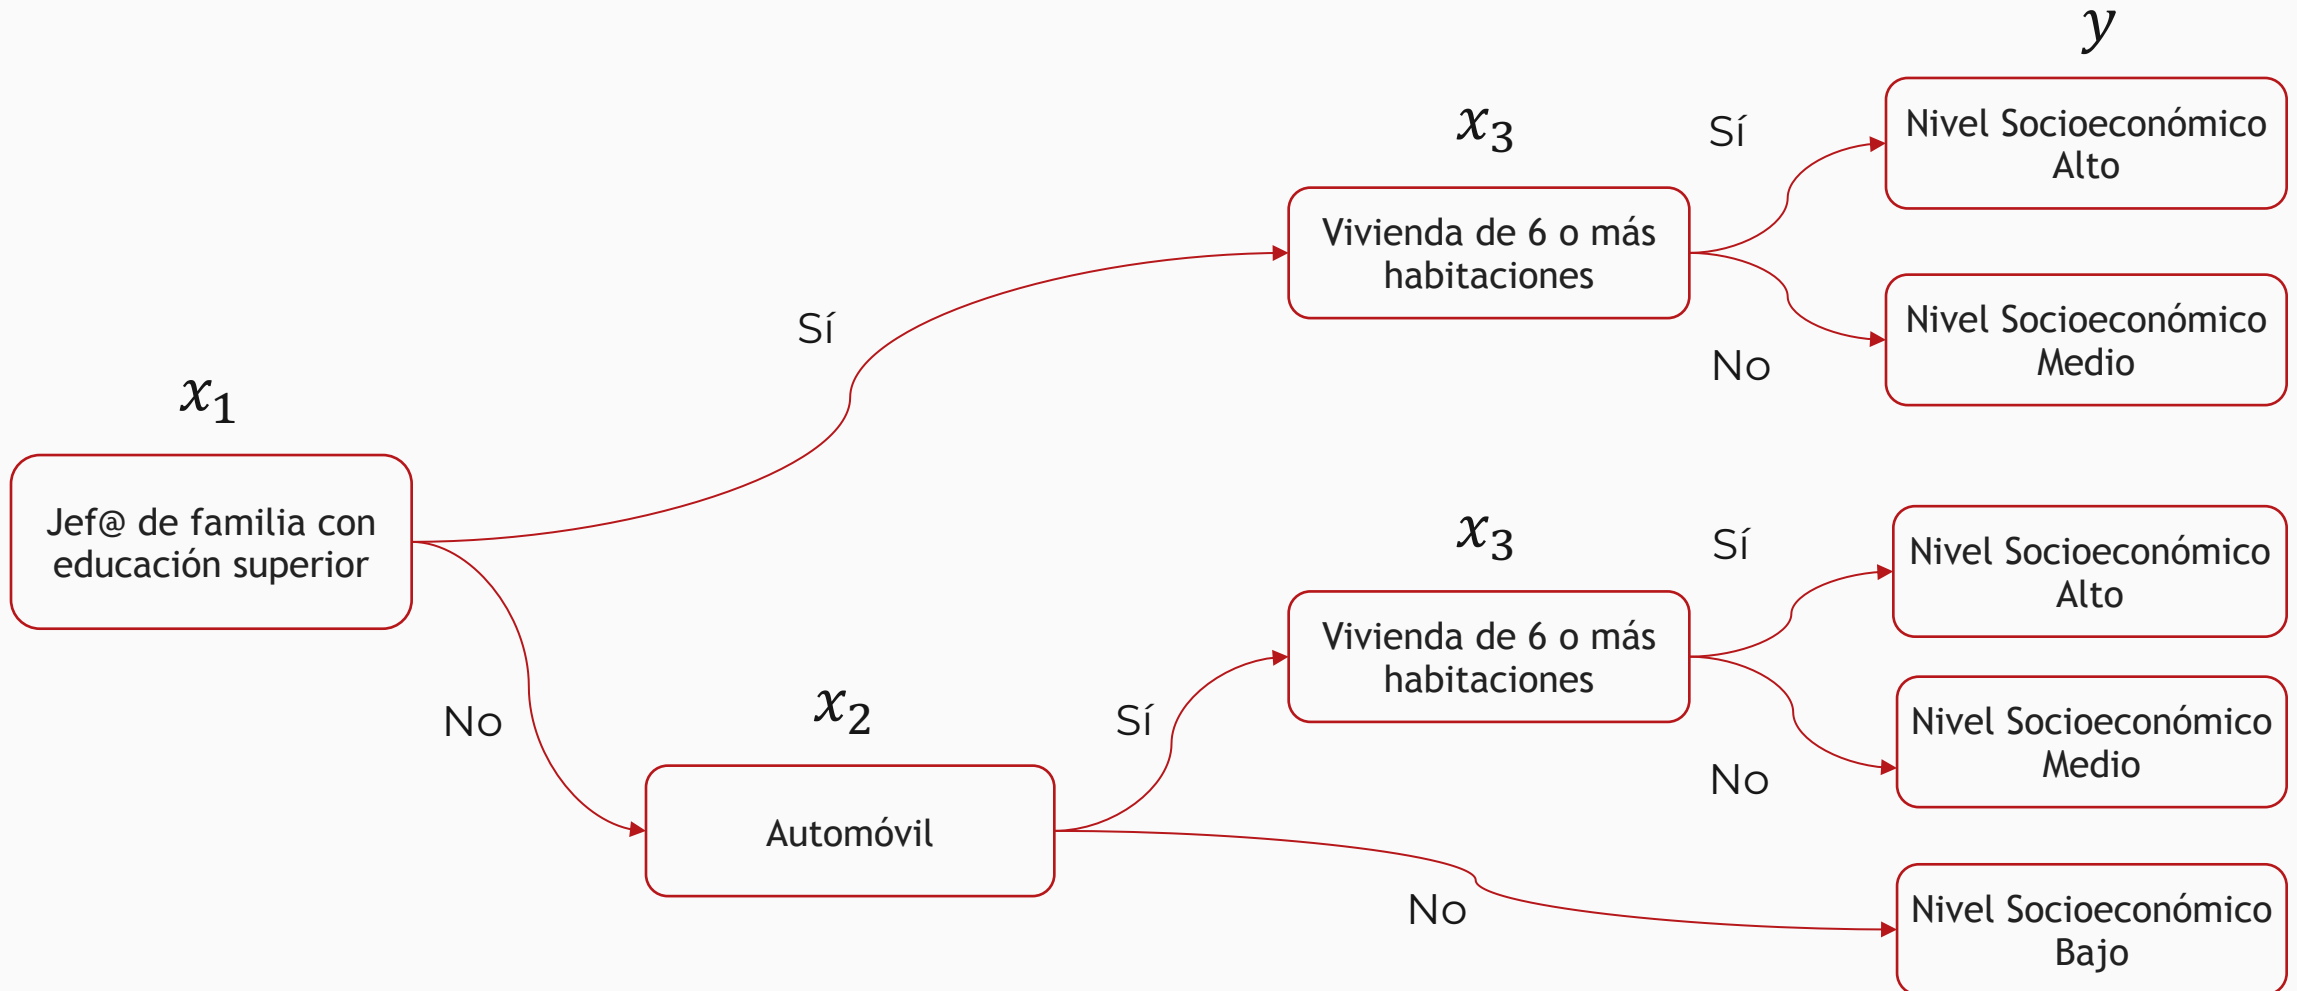 y
Nivel Socioeconómico
Alto
x₃
Sí
Vivienda de 6 o más
habitaciones
No
Nivel Socioeconómico
Medio
Sí
x₁
Jef@ de familia con
educación superior
No
x₂
Automóvil
Sí
x₃
Vivienda de 6 o más
habitaciones
Sí
Nivel Socioeconómico
Alto
No
Nivel Socioeconómico
Medio
No
Nivel Socioeconómico
Bajo